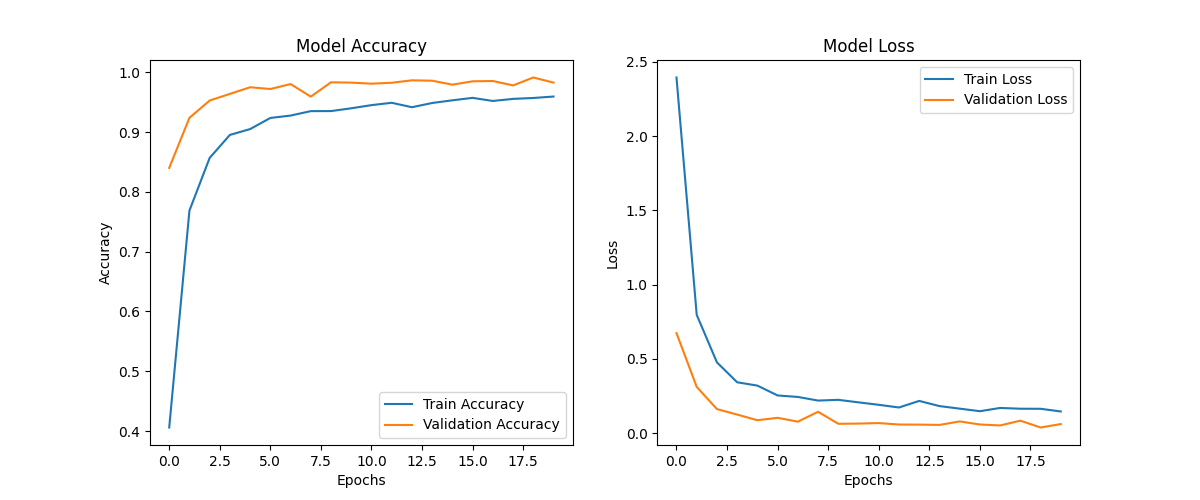 Model Accuracy
1.0
0.9
0.8
0.7
0.6
0.5
0.4
Accuracy
Train Accuracy
Validation Accuracy
0.0 2.5 5.0 7.5 10.0 12.5 15.0 17.5
Epochs
Model Loss
2.5
2.0
1.5
1.0
0.5
0.0
Loss
Train Loss
Validation Loss
0.0 2.5 5.0 7.5 10.0 12.5 15.0 17.5
Epochs